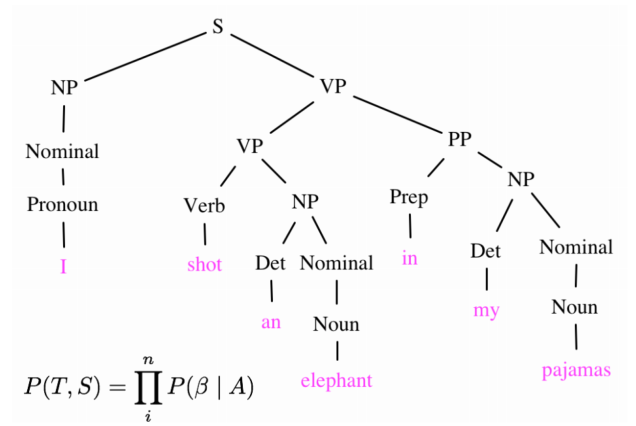 S
NP VP
Nominal VP PP
Pronoun Verb NP Prep NP
I shot Det Nominal in Det Nominal
an Noun my Noun
elephant pajamas
P(T, S) = \prod_{i}^{n} P(β | A)